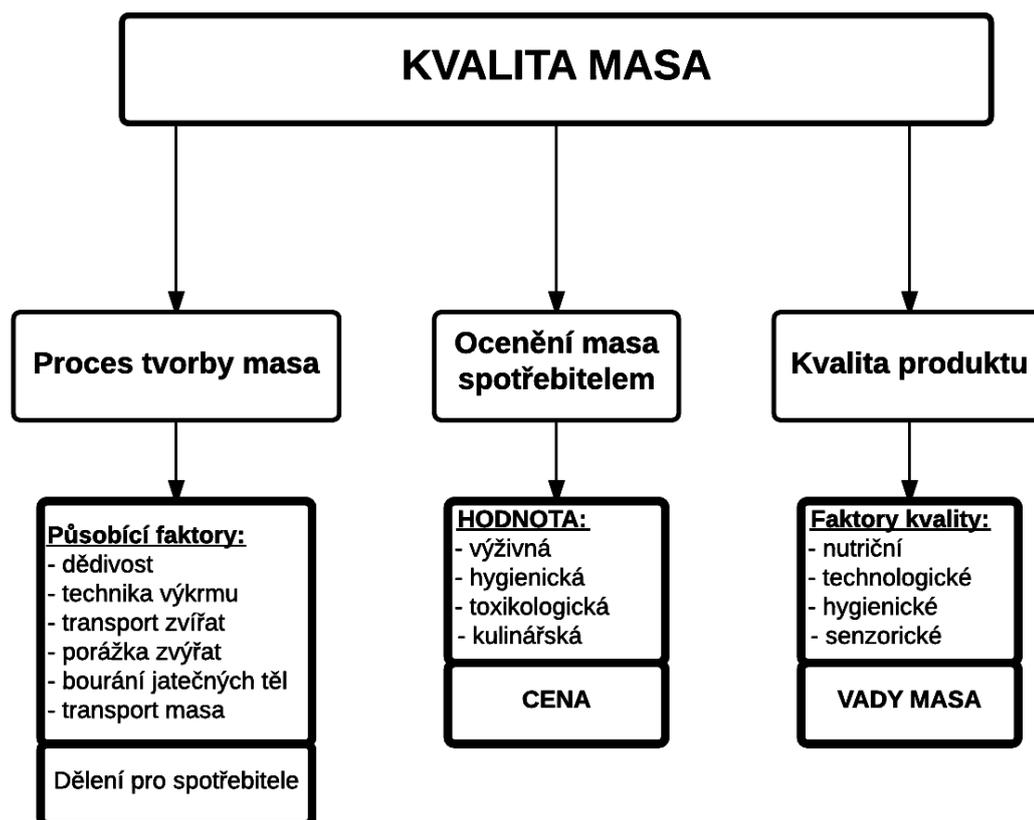 KVALITA MASA
Proces tvorby masa
Ocenění masa
spotřebitelem
Kvalita produktu
Působící faktory:
- dědivost
- technika výkrmu
- transport zvířat
- porážka zvýřat
- bourání jatečných těl
- transport masa
Dělení pro spotřebitele
HODNOTA:
- výživná
- hygienická
- toxikologická
- kulinářská
CENA
Faktory kvality:
- nutriční
- technologické
- hygienické
- senzorické
VADY MASA